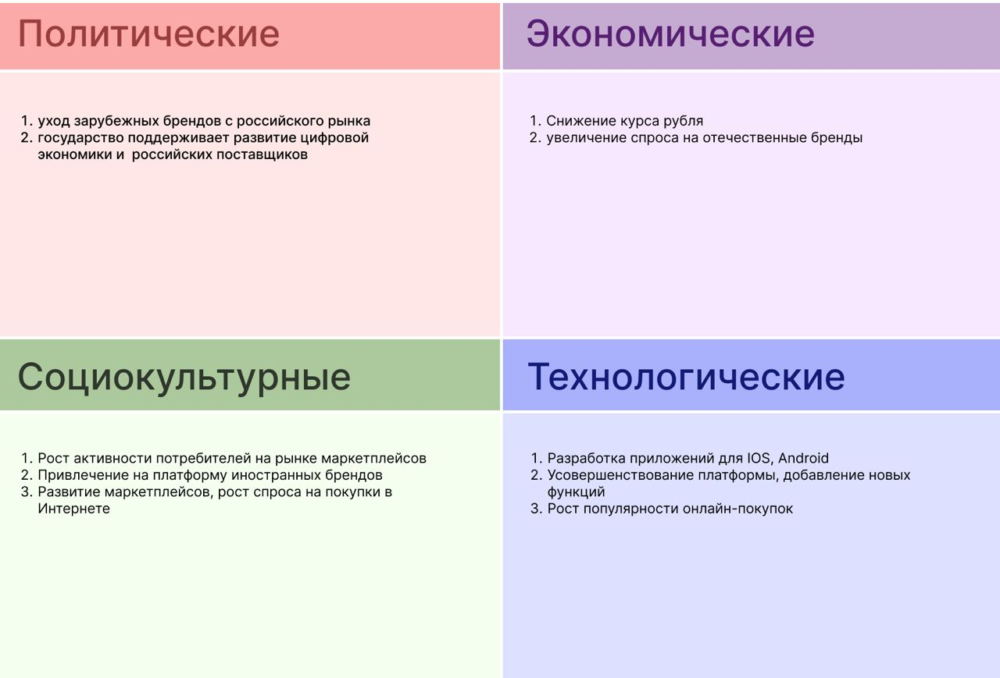 Политические
1. уход зарубежных брендов с российского рынка
2. государство поддерживает развитие цифровой
экономики и  российских поставщиков
Экономические
1. Снижение курса рубля
2. увеличение спроса на отечественные бренды
Социокультурные
1. Рост активности потребителей на рынке маркетплейсов
2. Привлечение на платформу иностранных брендов
3. Развитие маркетплейсов, рост спроса на покупки в
Интернете
Технологические
1. Разработка приложений для IOS, Android
2. Усовершенствование платформы, добавление новых
функций
3. Рост популярности онлайн-покупок